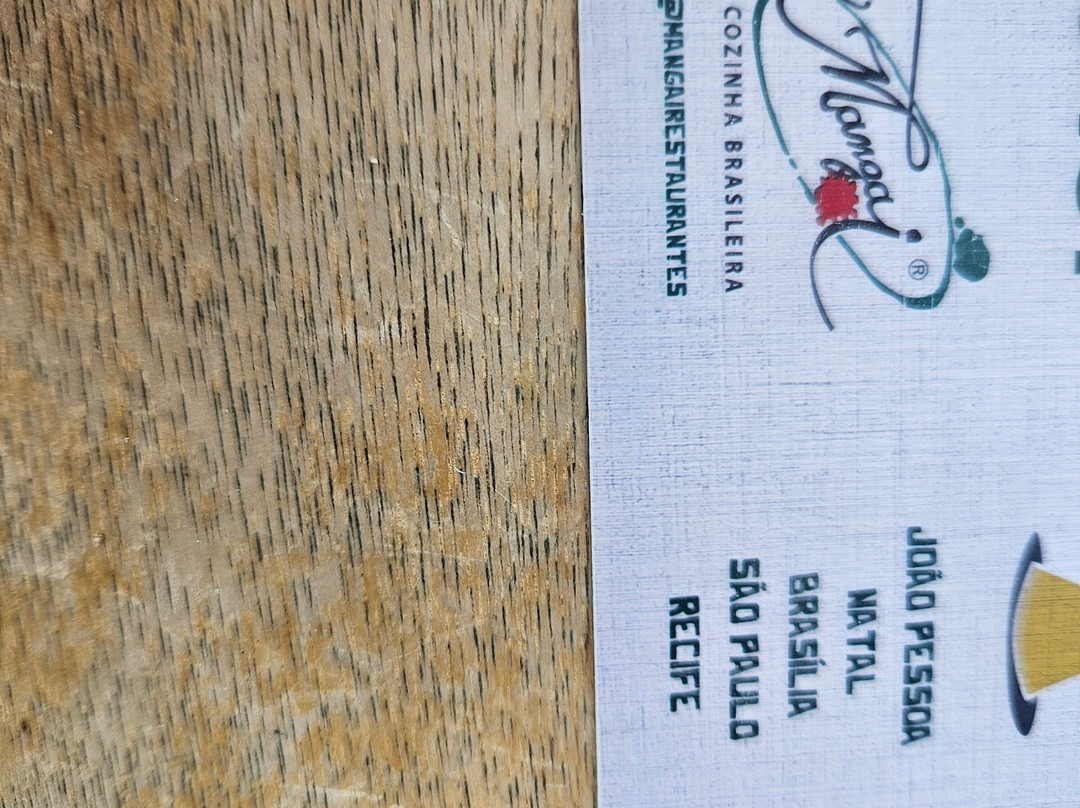 Mangai®
COZINHA BRASILEIRA
@MANGAIRESTAURANTES
JOÃO PESSOA
NATAL
BRASÍLIA
SÃO PAULO
RECIFE